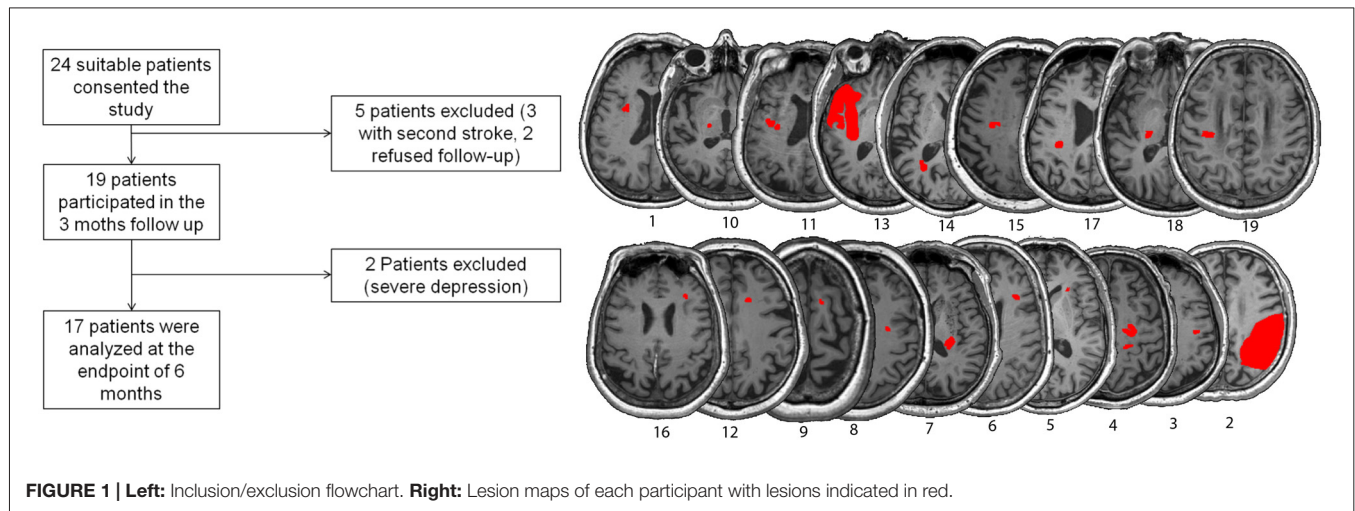 24 suitable patients
consented the
study
5 patients excluded (3
with second stroke, 2
refused follow-up)
19 patients
participated in the
3 moths follow up
2 Patients excluded
(severe depression)
17 patients were
analyzed at the
endpoint of 6
months
1 10 11 13 14 15 17 18 19
16 12 9 8 7 6 5 4 3 2
FIGURE 1 | Left: Inclusion/exclusion flowchart. Right: Lesion maps of each participant with lesions indicated in red.